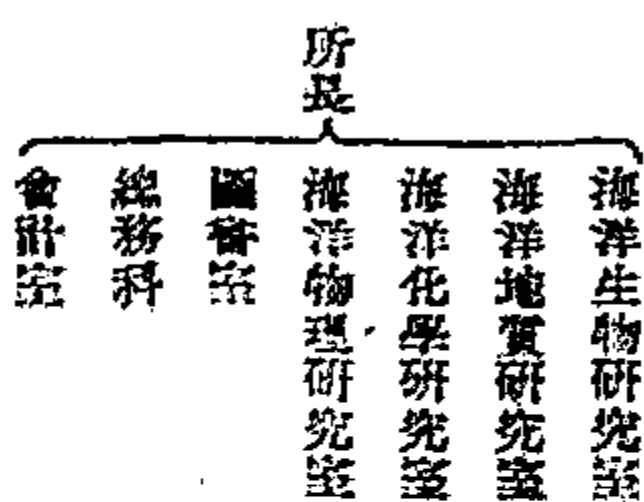 所長
海洋生物研究室
海洋地質研究室
海洋化學研究室
海洋物理研究室
圖書室
總務科
會計室